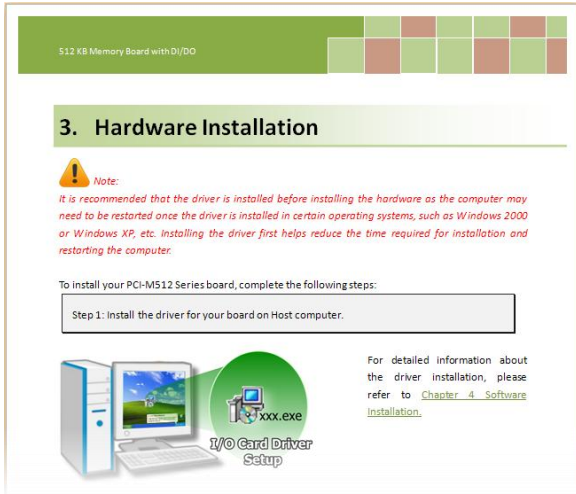 512 KB Memory Board with DI/DO
3. Hardware Installation
Note:
It is recommended that the driver is installed before installing the hardware as the computer may
need to be restarted once the driver is installed in certain operating systems, such as Windows 2000
or Windows XP, etc. Installing the driver first helps reduce the time required for installation and
restarting the computer.
To install your PCI-M512 Series board, complete the following steps:
Step 1: Install the driver for your board on Host computer.
For detailed information about
the driver installation, please
refer to Chapter 4 Software
Installation.
xxx.exe
I/O Card Driver
Setup